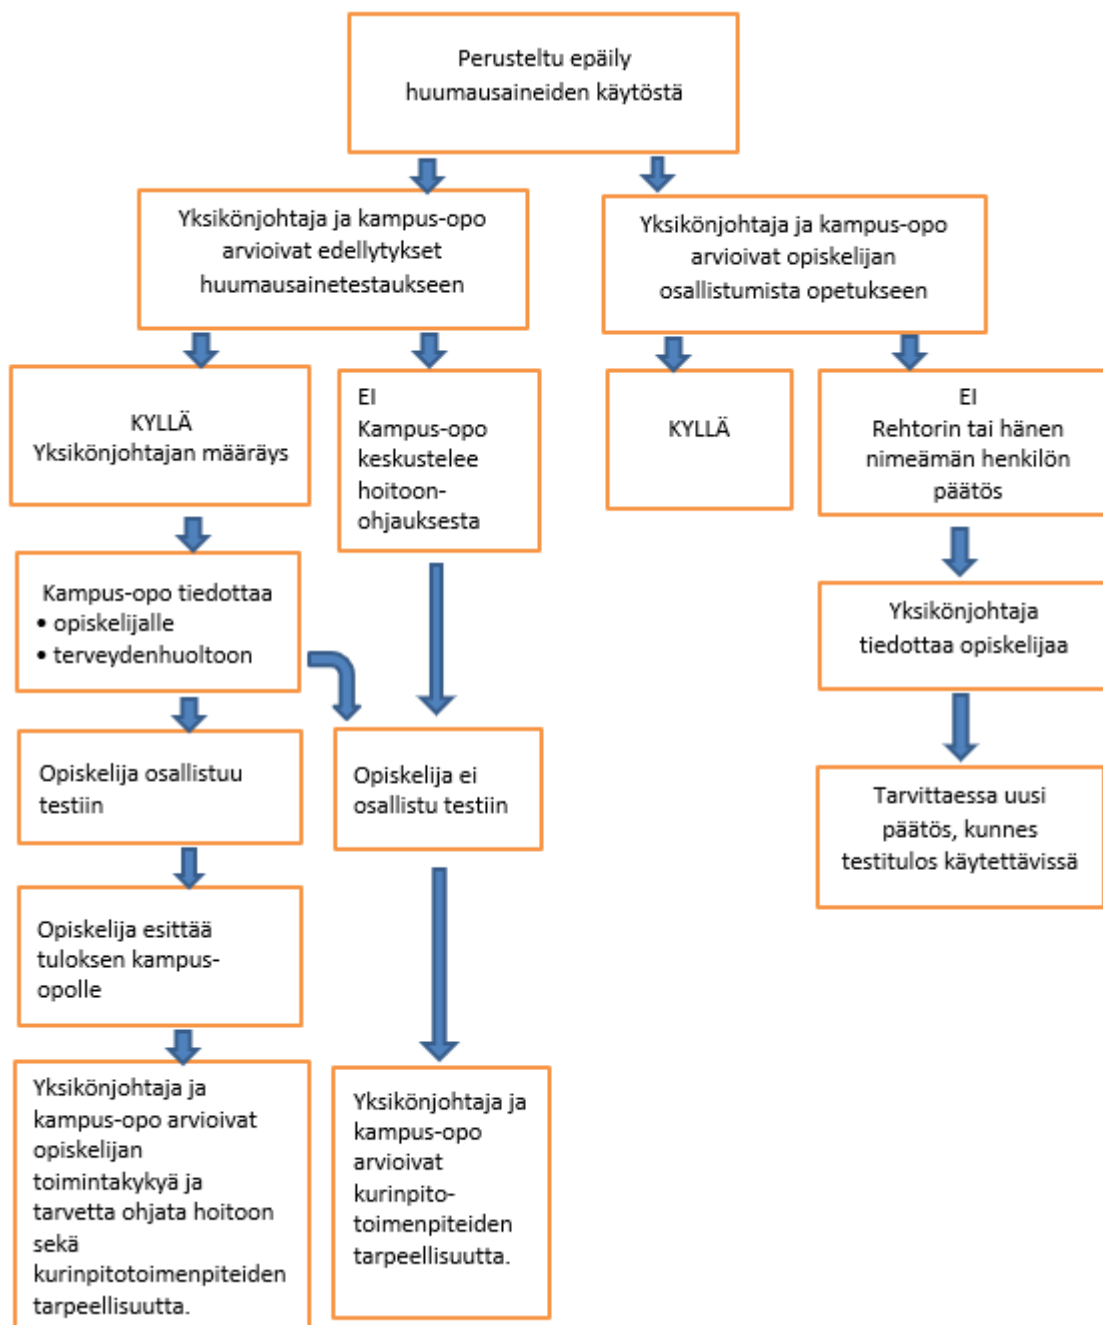 Perusteltu epäily
huumausaineiden käytöstä
Yksikönjohtaja ja kampus-opo
arvioivat edellytykset
huumausainetestaukseen
Yksikönjohtaja ja kampus-opo
arvioivat opiskelijan
osallistumista opetukseen
KYLLÄ
Yksikönjohtajan määräys
EI
Kampus-opo
keskustelee
hoitoon-
ohjauksesta
KYLLÄ
EI
Rehtorin tai hänen
nimeämän henkilön
päätös
Kampus-opo tiedottaa
• opiskelijalle
• terveydenhuoltoon
Yksikönjohtaja
tiedottaa opiskelijaa
Opiskelija osallistuu
testiin
Opiskelija ei
osallistu testiin
Tarvittaessa uusi
päätös, kunnes
testitulos käytettävissä
Opiskelija esittää
tuloksen kampus-
opolle
Yksikönjohtaja ja
kampus-opo arvioivat
opiskelijan
toimintakykyä ja
tarvetta ohjata hoitoon
sekä
kurinpitotoimenpiteiden
tarpeellisuutta.
Yksikönjohtaja ja
kampus-opo
arvioivat
kurinpito-
toimenpiteiden
tarpeellisuutta.